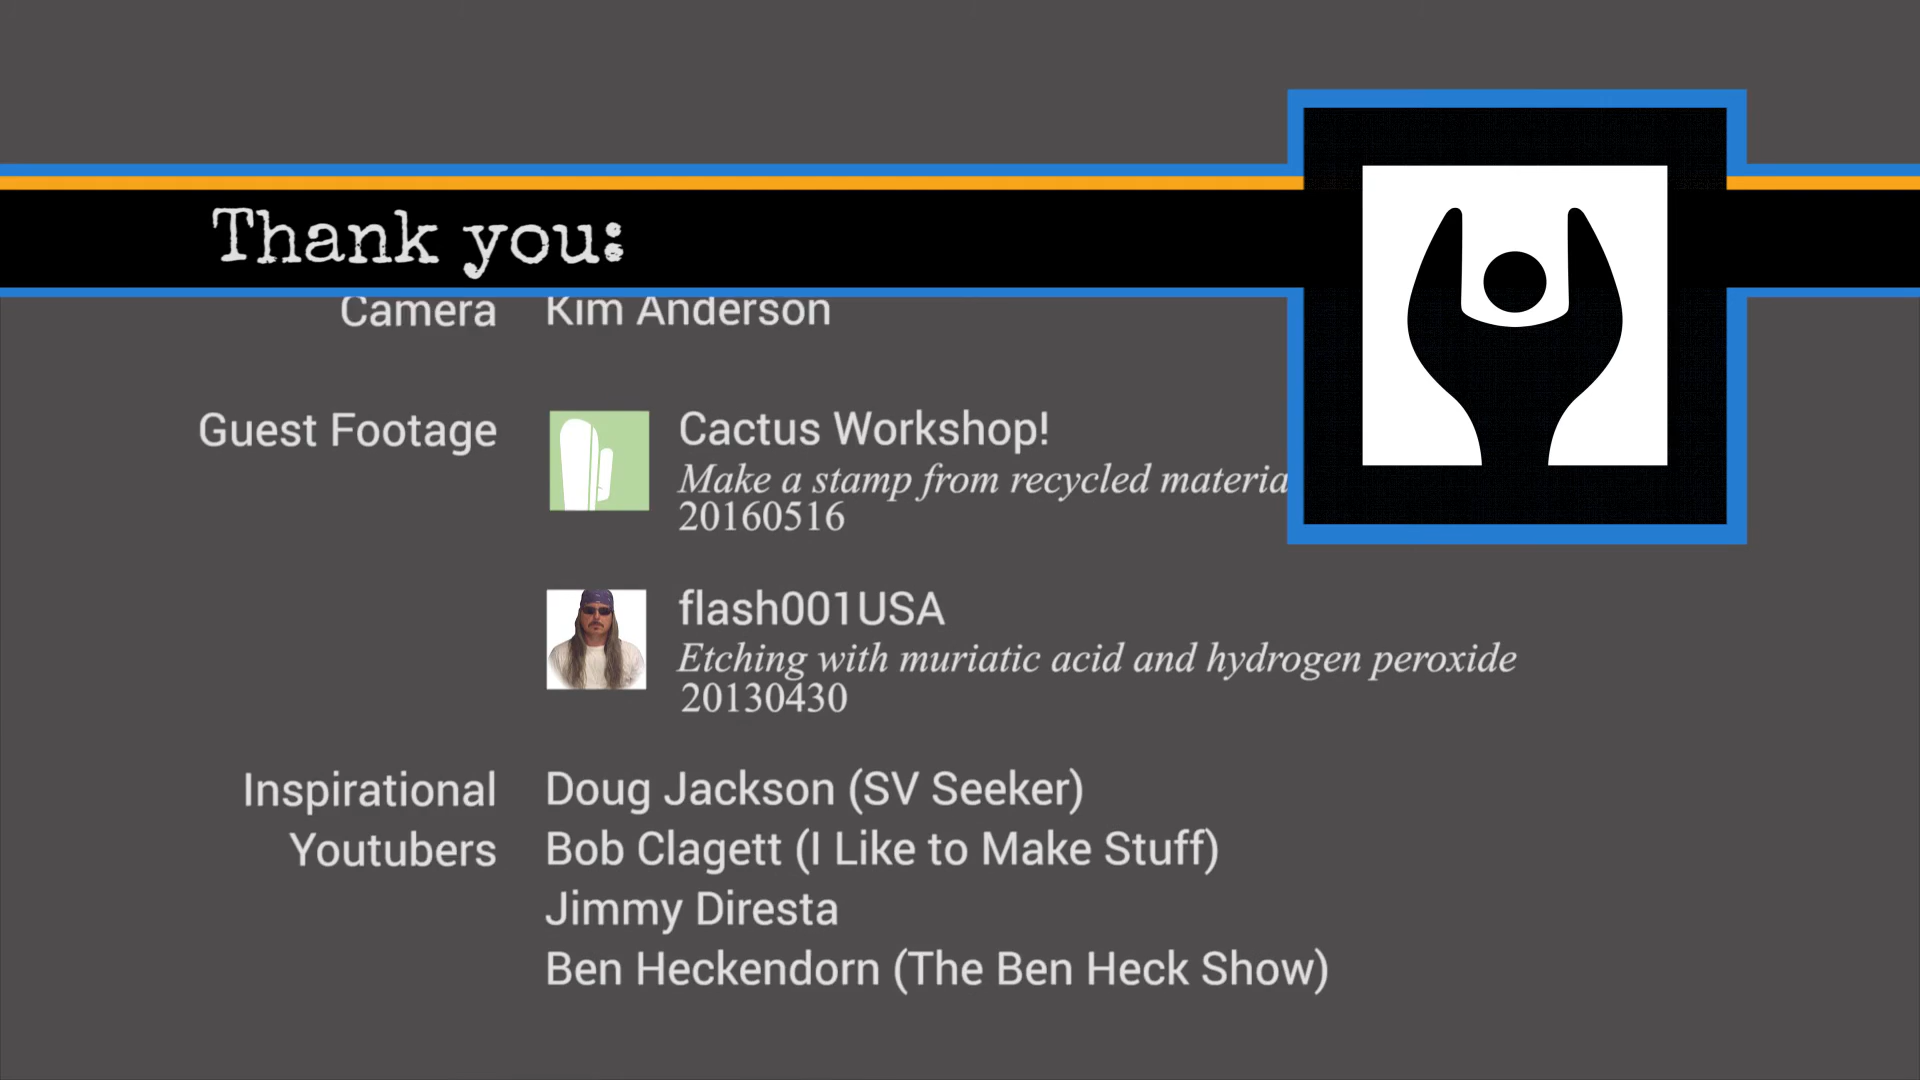 Thank you:
Camera Kim Anderson
Guest Footage Cactus Workshop!
Make a stamp from recycled materia
20160516
flash001USA
Etching with muriatic acid and hydrogen peroxide
20130430
Inspirational Doug Jackson (SV Seeker)
Youtubers Bob Clagett (I Like to Make Stuff)
Jimmy Diresta
Ben Heckendorn (The Ben Heck Show)